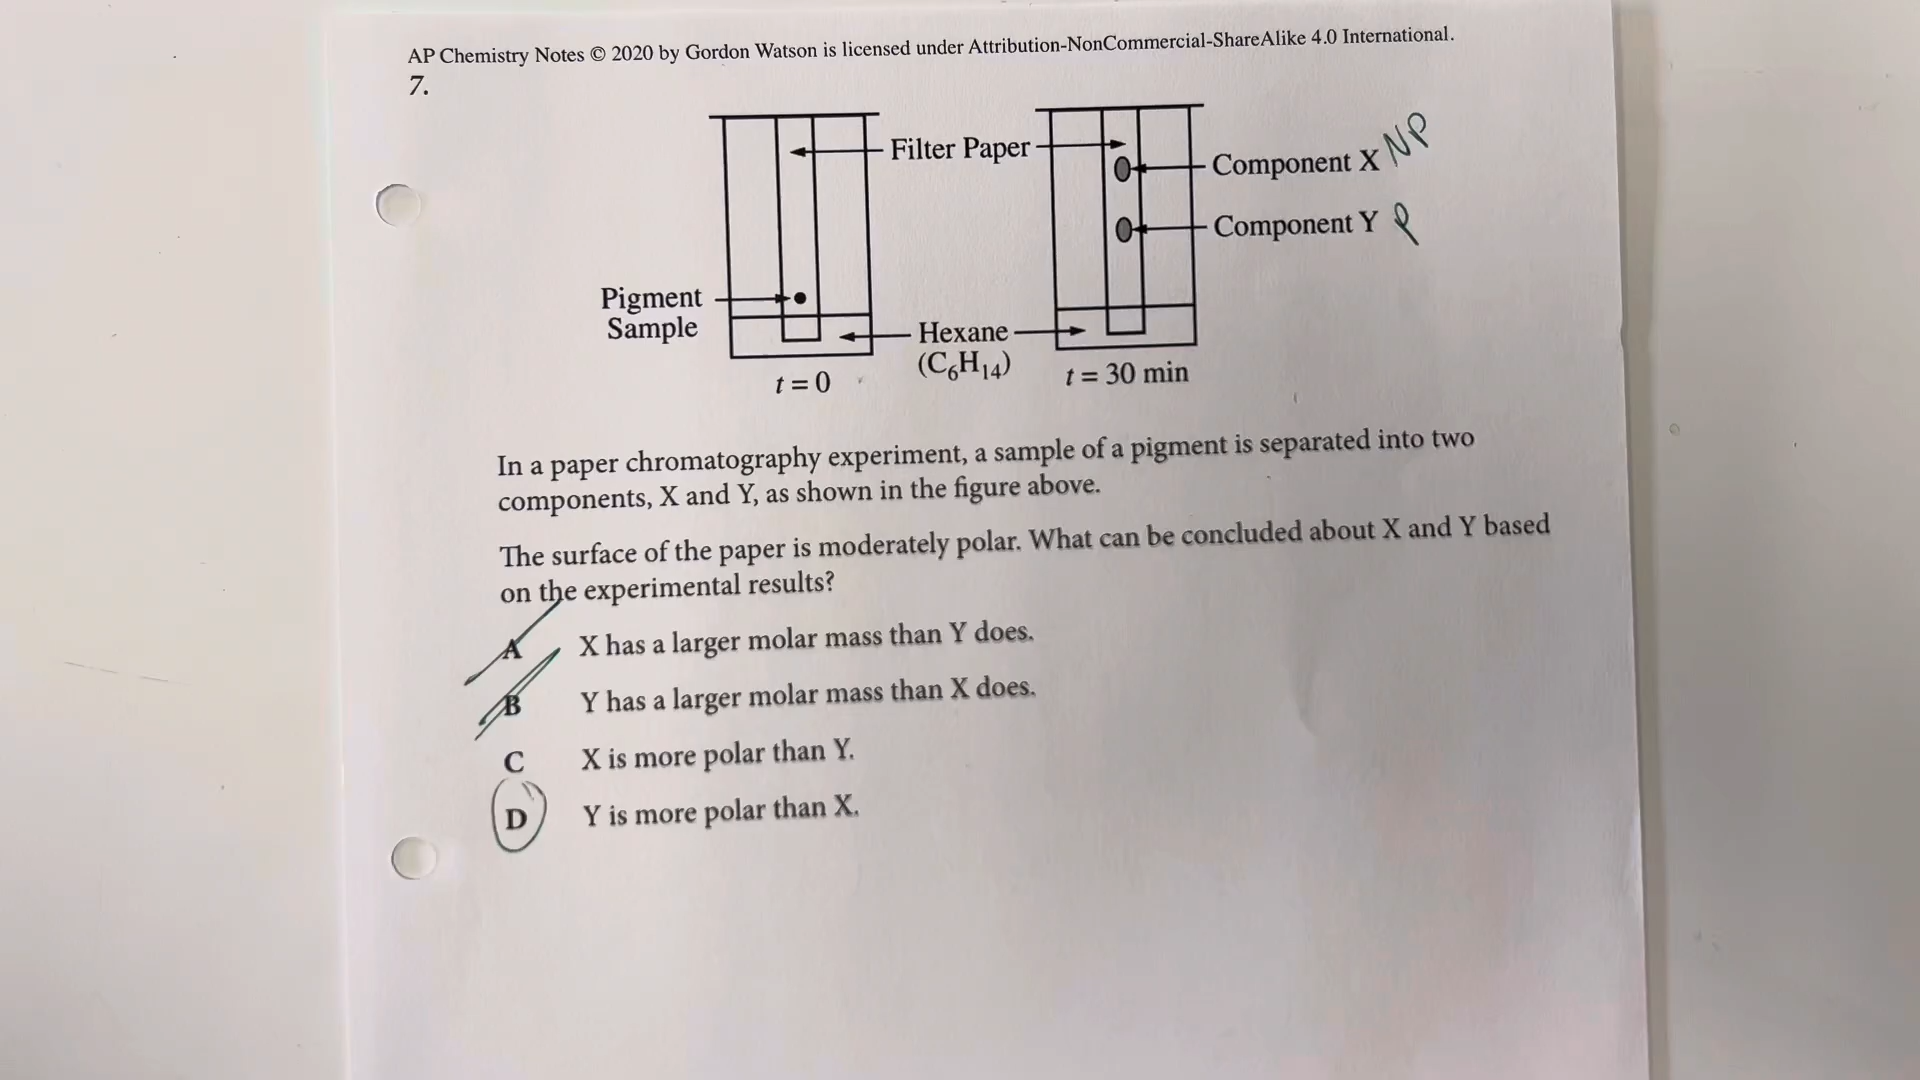 AP Chemistry Notes © 2020 by Gordon Watson is licensed under Attribution-NonCommercial-ShareAlike 4.0 International.
7.
Filter Paper
Component X NP
Component Y P
Pigment
Sample
Hexane
(C₆H₁₄)
t = 0
t = 30 min
In a paper chromatography experiment, a sample of a pigment is separated into two
components, X and Y, as shown in the figure above.
The surface of the paper is moderately polar. What can be concluded about X and Y based
on the experimental results?
A X has a larger molar mass than Y does.
B Y has a larger molar mass than X does.
C X is more polar than Y.
D Y is more polar than X.